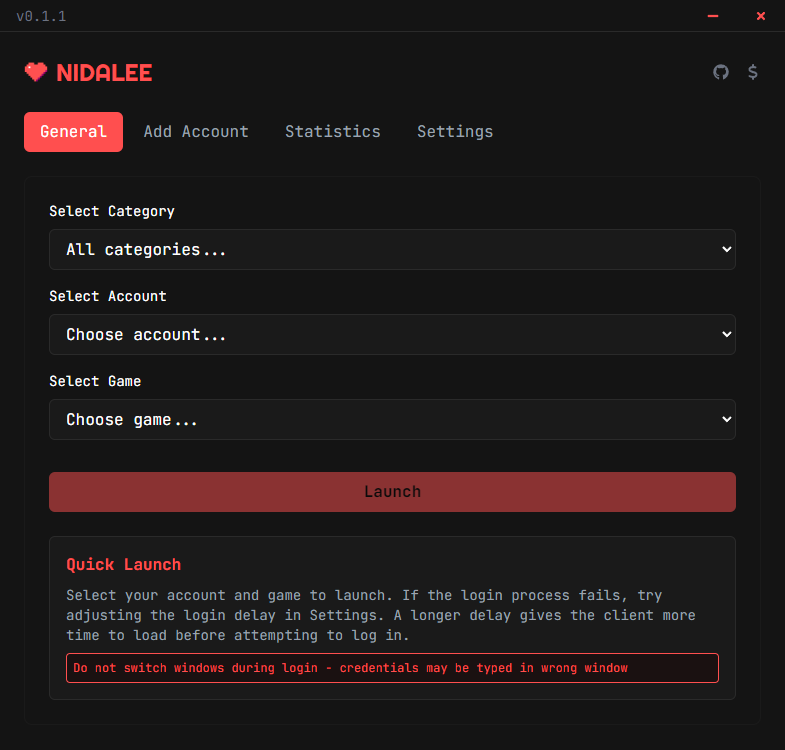 v0.1.1
NIDALEE
General Add Account Statistics Settings
Select Category
All categories...
Select Account
Choose account...
Select Game
Choose game...
Launch
Quick Launch
Select your account and game to launch. If the login process fails, try
adjusting the login delay in Settings. A longer delay gives the client more
time to load before attempting to log in.
Do not switch windows during login - credentials may be typed in wrong window